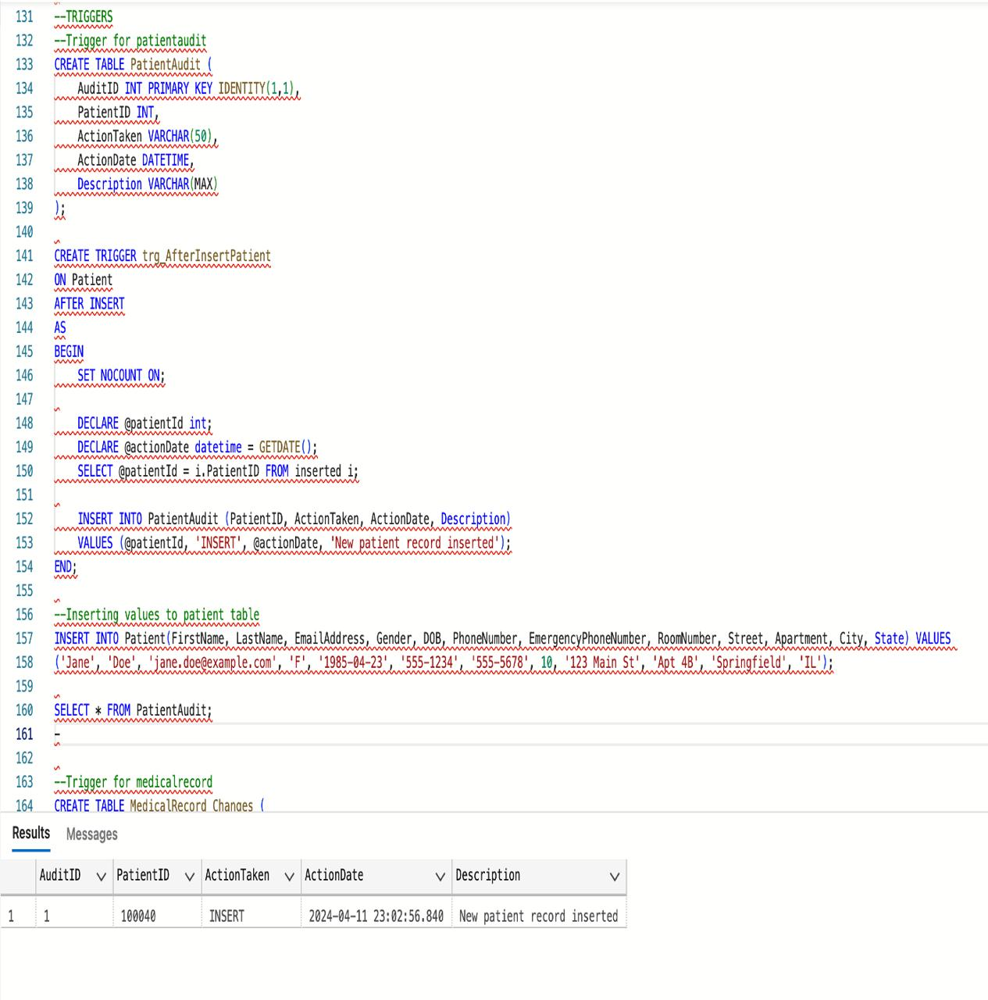 131 --TRIGGERS
132 --Trigger for patientaudit
133 CREATE TABLE PatientAudit (
134 AuditID INT PRIMARY KEY IDENTITY(1,1),
135 PatientID INT,
136 ActionTaken VARCHAR(50),
137 ActionDate DATETIME,
138 Description VARCHAR(MAX)
139 );
140
141 CREATE TRIGGER trg_AfterInsertPatient
142 ON Patient
143 AFTER INSERT
144 AS
145 BEGIN
146 SET NOCOUNT ON;
147
148 DECLARE @patientId int;
149 DECLARE @actionDate datetime = GETDATE();
150 SELECT @patientId = i.PatientID FROM inserted i;
151
152 INSERT INTO PatientAudit (PatientID, ActionTaken, ActionDate, Description)
153 VALUES (@patientId, 'INSERT', @actionDate, 'New patient record inserted');
154 END;
155
156 --Inserting values to patient table
157 INSERT INTO Patient(FirstName, LastName, EmailAddress, Gender, DOB, PhoneNumber, EmergencyPhoneNumber, RoomNumber, Street, Apartment, City, State) VALUES
158 ('Jane', 'Doe', 'jane.doe@example.com', 'F', '1985-04-23', '555-1234', '555-5678', 10, '123 Main St', 'Apt 4B', 'Springfield', 'IL');
159
160 SELECT * FROM PatientAudit;
161 -
162
163 --Trigger for medicalrecord
164 CREATE TABLE MedicalRecord_Changes (
Results Messages
AuditID PatientID ActionTaken ActionDate Description
1 1 100040 INSERT 2024-04-11 23:02:56.840 New patient record inserted